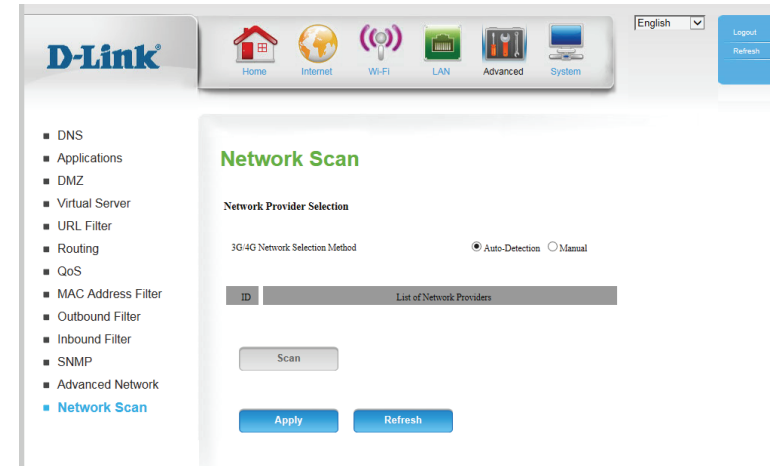 D-Link
Home Internet Wi-Fi LAN Advanced System
English
Logout
Refresh
DNS
Applications
DMZ
Virtual Server
URL Filter
Routing
QoS
MAC Address Filter
Outbound Filter
Inbound Filter
SNMP
Advanced Network
Network Scan
Network Scan
Network Provider Selection
3G/4G Network Selection Method Auto-Detection Manual
ID List of Network Providers
Scan
Apply Refresh